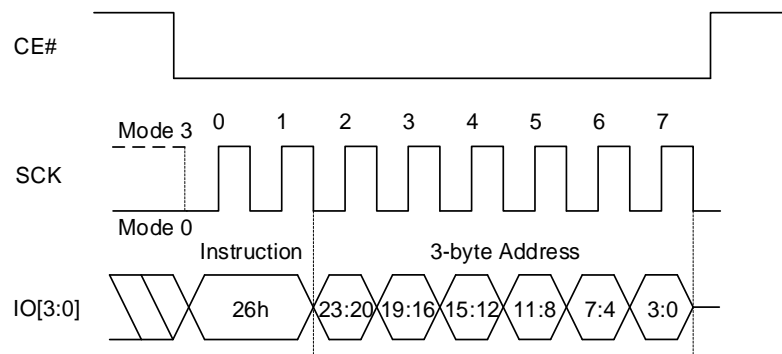 CE#
0 1 2 3 4 5 6 7
Mode 3
SCK
Mode 0
Instruction 3-byte Address
IO[3:0] 26h 23:20 19:16 15:12 11:8 7:4 3:0